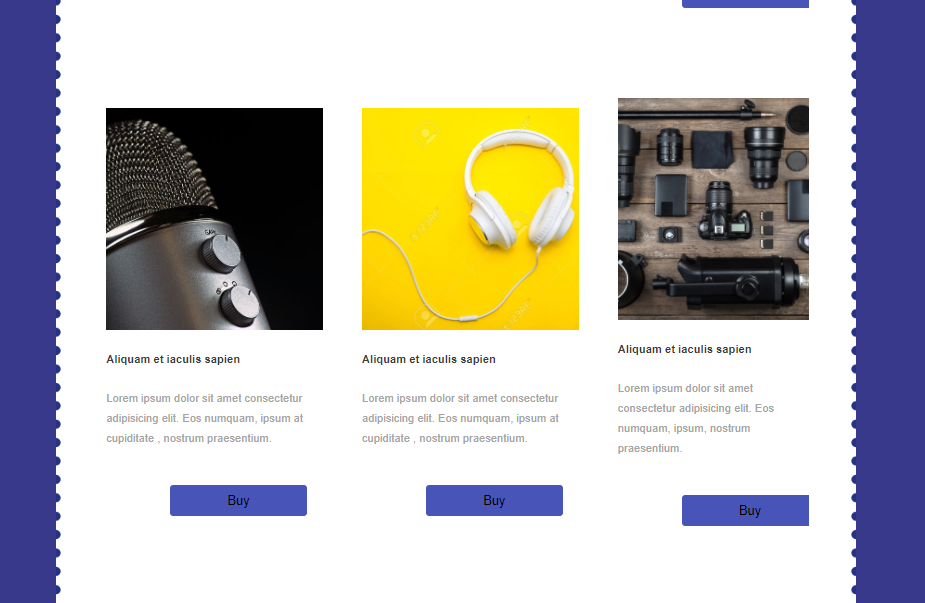 Aliquam et iaculis sapien
Lorem ipsum dolor sit amet consectetur
adipisicing elit. Eos numquam, ipsum at
cupiditate , nostrum praesentium.
Buy
Aliquam et iaculis sapien
Lorem ipsum dolor sit amet consectetur
adipisicing elit. Eos numquam, ipsum at
cupiditate , nostrum praesentium.
Buy
Aliquam et iaculis sapien
Lorem ipsum dolor sit amet
consectetur adipisicing elit. Eos
numquam, ipsum, nostrum
praesentium.
Buy